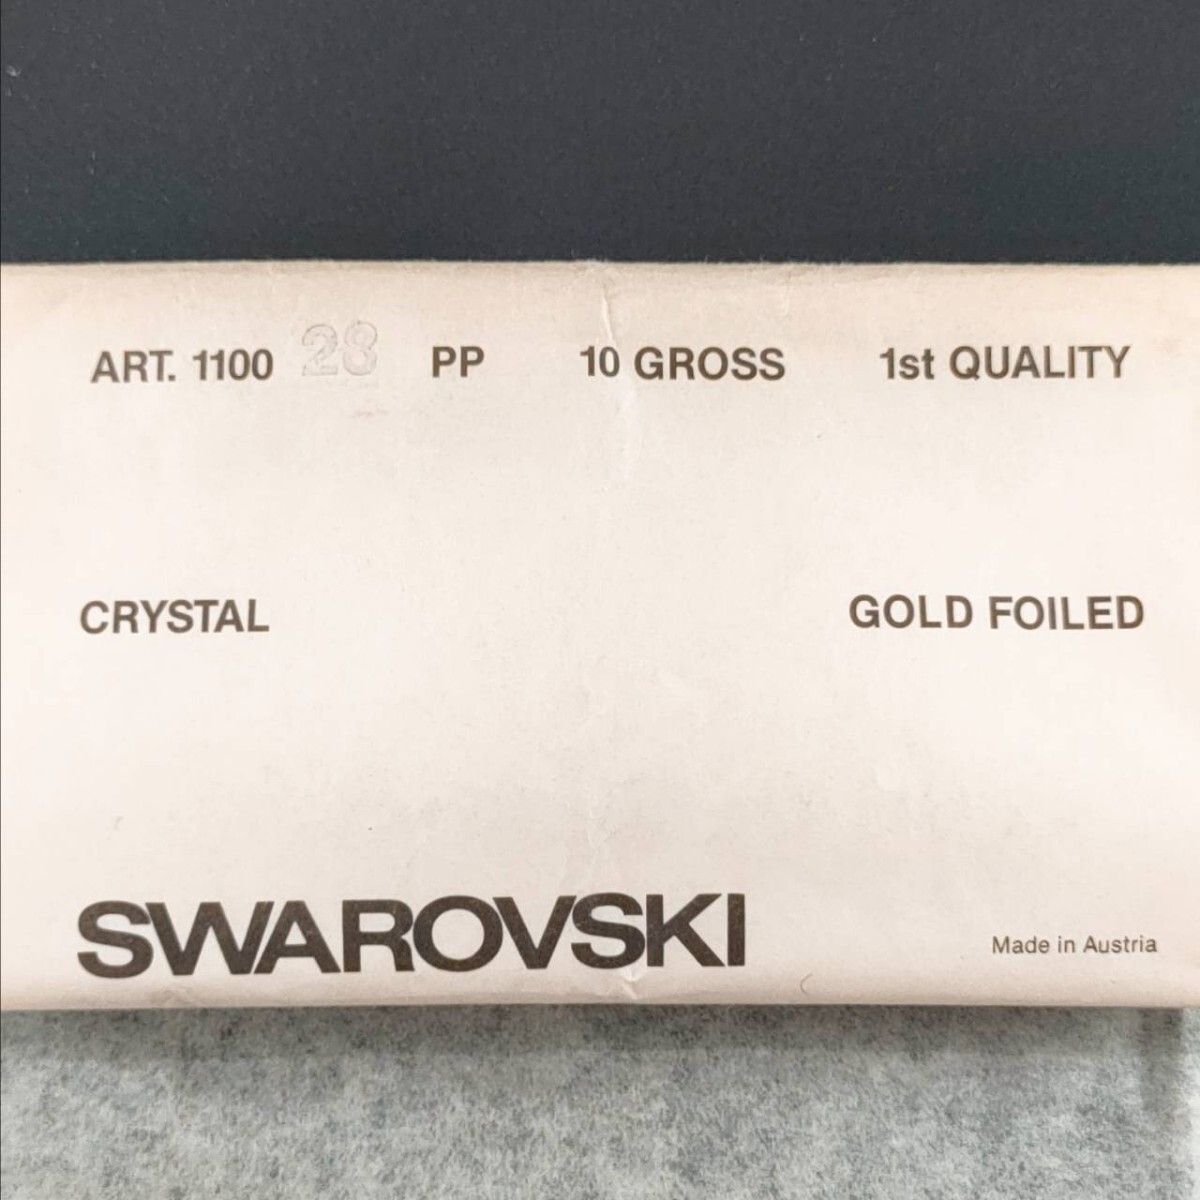 ART. 1100 28 PP 10 GROSS 1st QUALITY
CRYSTAL GOLD FOILED
SWAROVSKI Made in Austria